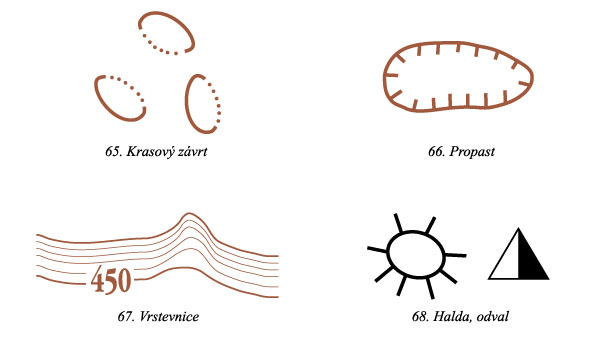 65. Krasový závrt
66. Propast
450
67. Vrstevnice
68. Halda, odval